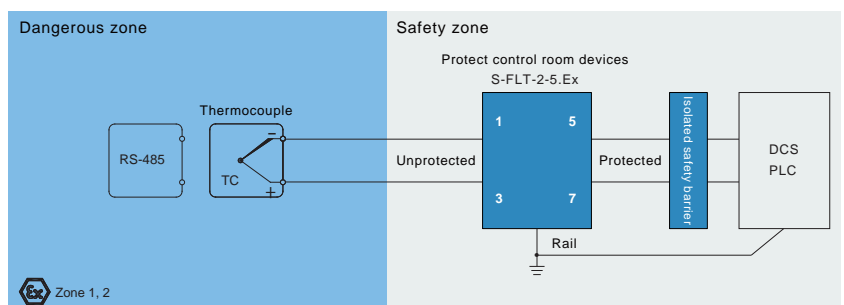 Dangerous zone
Safety zone
Protect control room devices
S-FLT-2-5.Ex
Thermocouple
RS-485
TC
−
+
Unprotected
1
5
3
7
Protected
Isolated safety barrier
DCS
PLC
Rail
Ex
Zone 1, 2